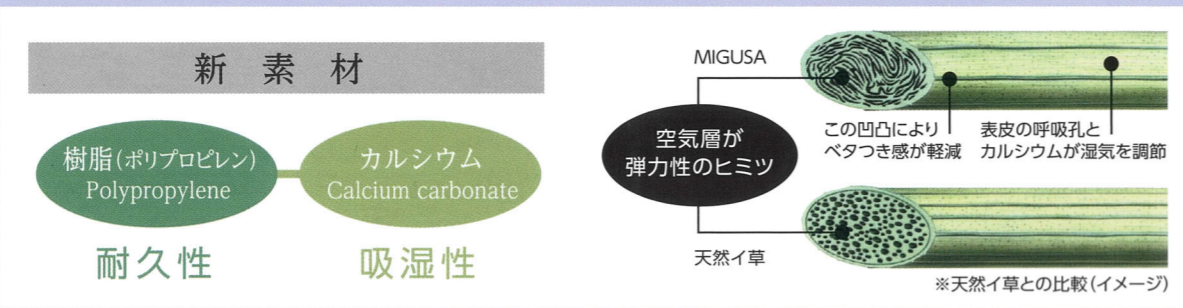 新素材
樹脂(ポリプロピレン)
Polypropylene
カルシウム
Calcium carbonate
耐久性
吸湿性
MIGUSA
空気層が
弾力性のヒミツ
天然イ草
この凹凸により
ベタつき感が軽減
表皮の呼吸孔と
カルシウムが湿気を調節
※天然イ草との比較(イメージ)